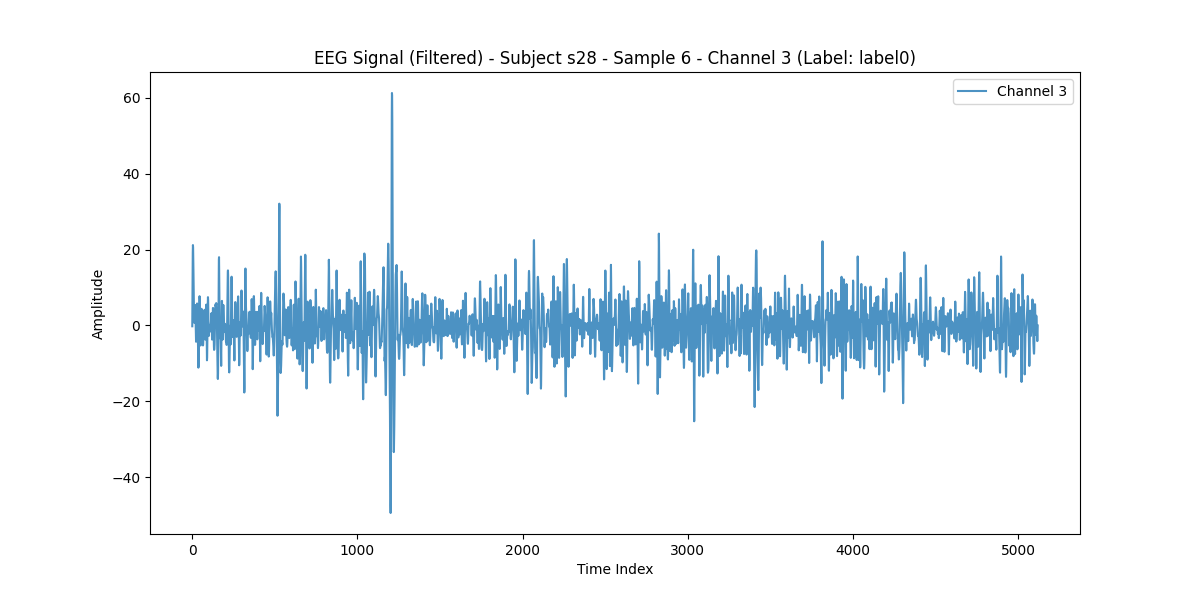 EEG Signal (Filtered) - Subject s28 - Sample 6 - Channel 3 (Label: label0)
Channel 3
60
40
20
0
−20
−40
Amplitude
0 1000 2000 3000 4000 5000
Time Index